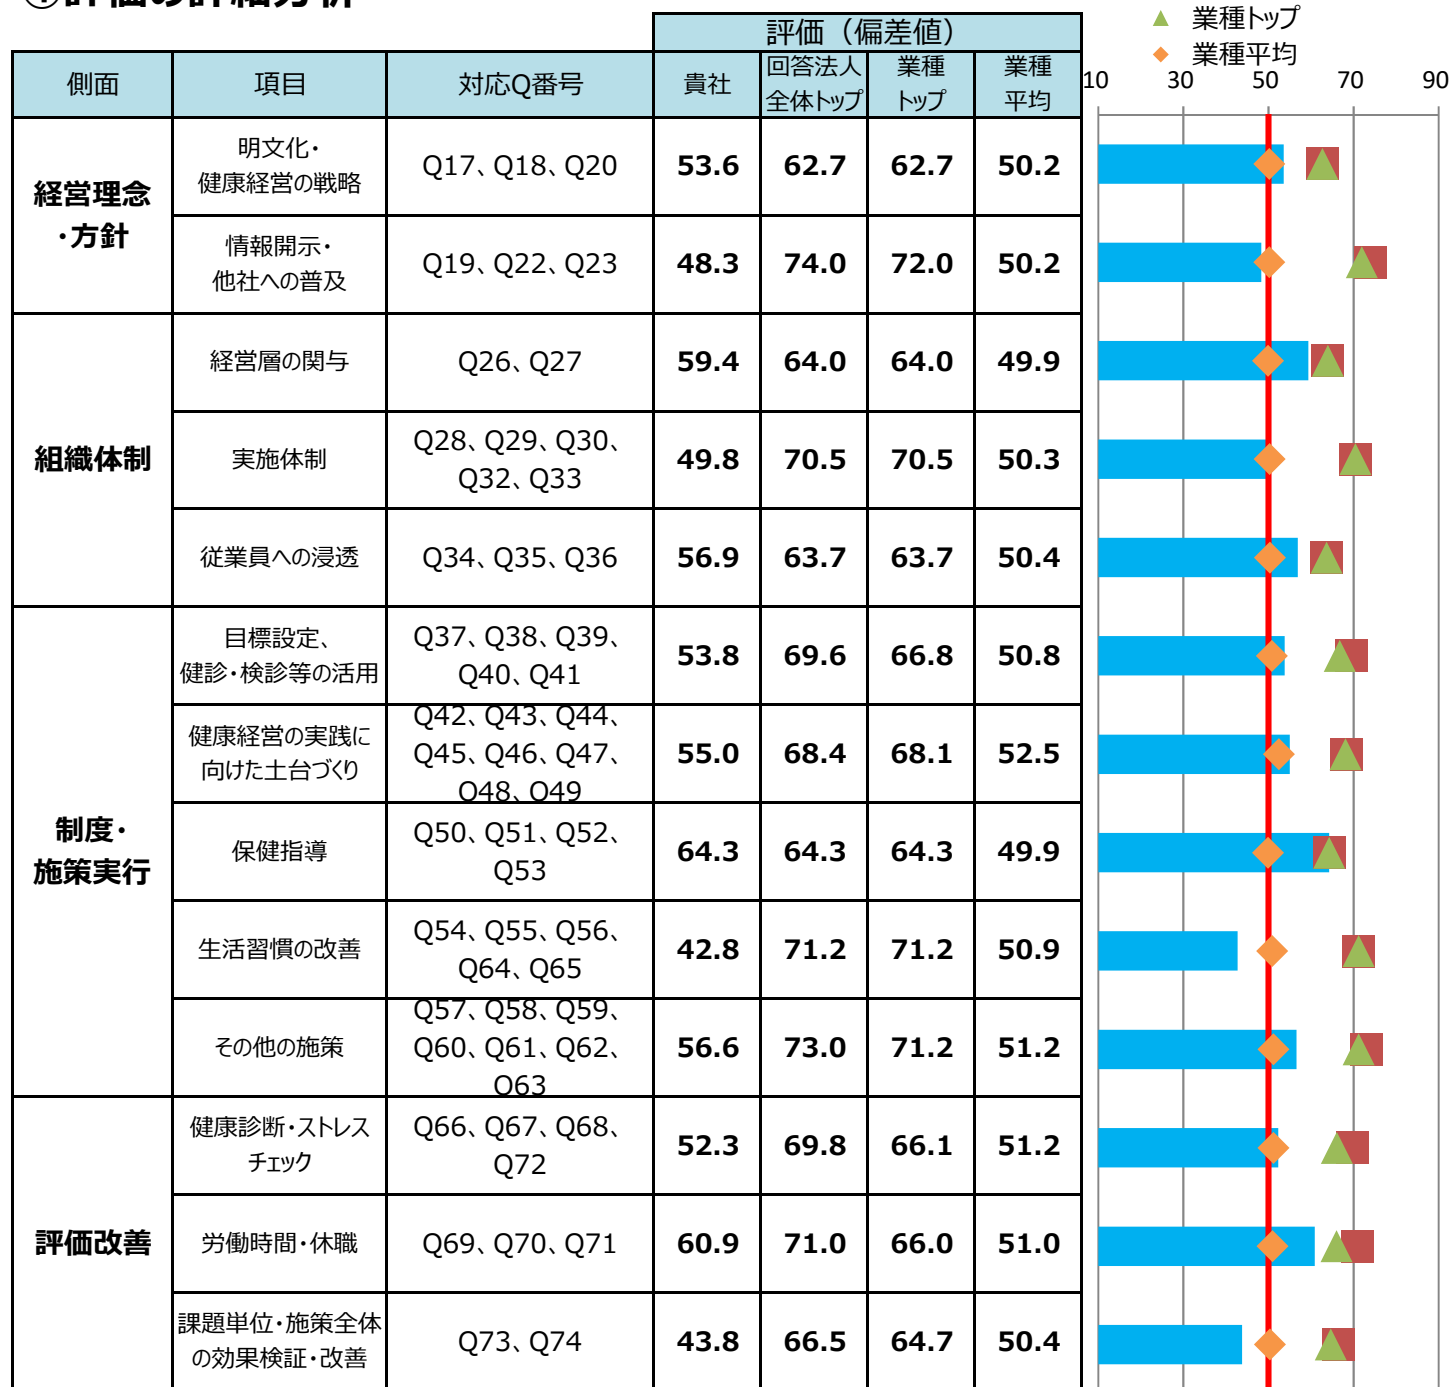 ④評価の詳細分析
業種トップ
業種平均
評価（偏差値）
側面 項目 対応Q番号 貴社 回答法人 業種 業種
全体トップ トップ 平均
10 30 50 70 90
経営理念
・方針
明文化・
健康経営の戦略
Q17、Q18、Q20
53.6 62.7 62.7 50.2
情報開示・
他社への普及
Q19、Q22、Q23
48.3 74.0 72.0 50.2
組織体制
経営層の関与
Q26、Q27
59.4 64.0 64.0 49.9
実施体制
Q28、Q29、Q30、
Q32、Q33
49.8 70.5 70.5 50.3
従業員への浸透
Q34、Q35、Q36
56.9 63.7 63.7 50.4
制度・
施策実行
目標設定、
健診・検診等の活用
Q37、Q38、Q39、
Q40、Q41
53.8 69.6 66.8 50.8
健康経営の実践に
向けた土台づくり
Q42、Q43、Q44、
Q45、Q46、Q47、
Q48、Q49
55.0 68.4 68.1 52.5
保健指導
Q50、Q51、Q52、
Q53
64.3 64.3 64.3 49.9
生活習慣の改善
Q54、Q55、Q56、
Q64、Q65
42.8 71.2 71.2 50.9
その他の施策
Q57、Q58、Q59、
Q60、Q61、Q62、
Q63
56.6 73.0 71.2 51.2
評価改善
健康診断・ストレス
チェック
Q66、Q67、Q68、
Q72
52.3 69.8 66.1 51.2
労働時間・休職
Q69、Q70、Q71
60.9 71.0 66.0 51.0
課題単位・施策全体
の効果検証・改善
Q73、Q74
43.8 66.5 64.7 50.4